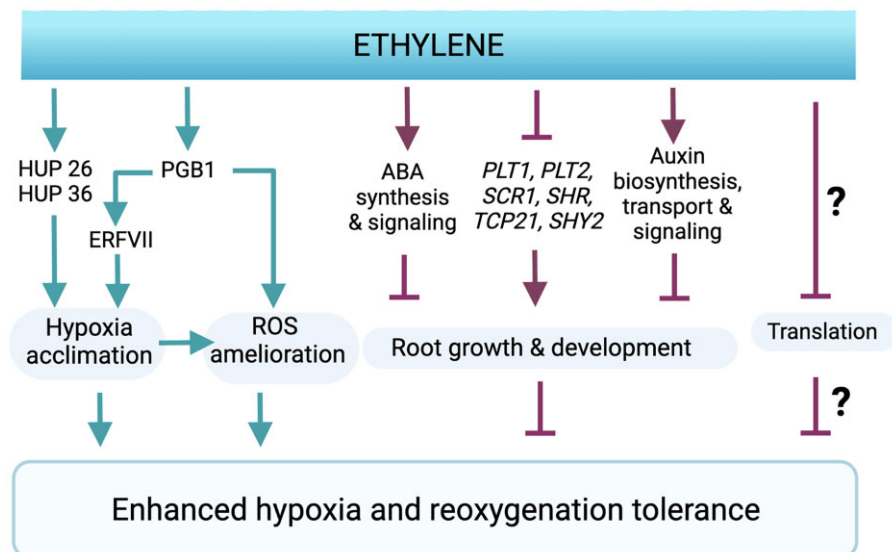 ETHYLENE
HUP 26
HUP 36
PGB1
ERFVII
ABA
synthesis
& signaling
PLT1, PLT2,
SCR1, SHR,
TCP21, SHY2
Auxin
biosynthesis,
transport &
signaling
?
Hypoxia
acclimation
ROS
amelioration
Root growth & development
Translation
?
Enhanced hypoxia and reoxygenation tolerance